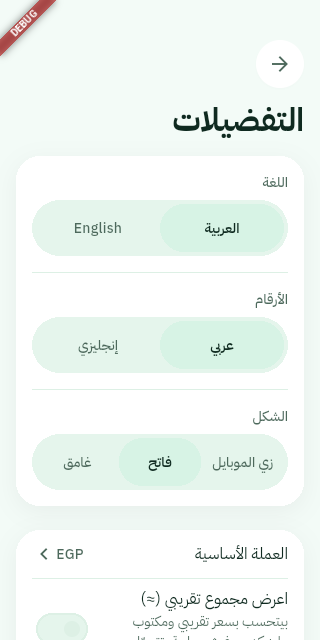 DEBUG
التفضيلات
اللغة
العربية English
الأرقام
عربي إنجليزي
الشكل
زي الموبايل فاتح غامق
العملة الأساسية EGP
اعرض مجموع تقريبي (≈)
بيتحسب بسعر تقريبي ومكتوب